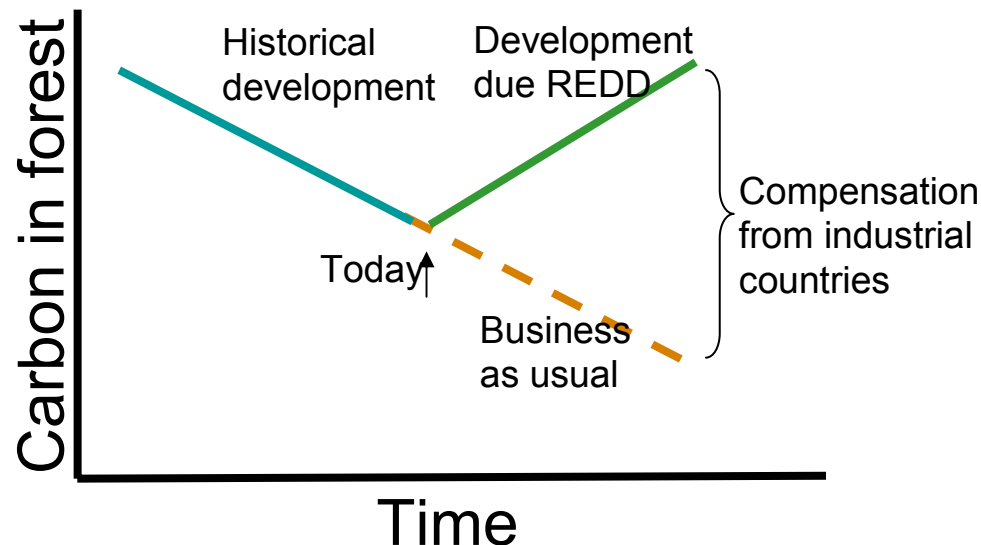 Historical
development
Development
due REDD
Compensation
from industrial
countries
Today
Business
as usual
Carbon in forest
Time